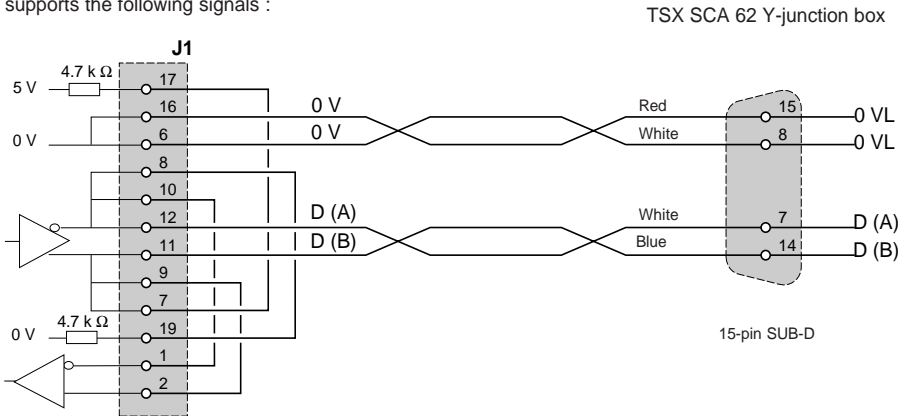 supports the following signals :
TSX SCA 62 Y-junction box
J1
5 V 4.7 k Ω 17
16 0 V Red 15 0 VL
0 V 6 0 V White 8 0 VL
8
10
12 D (A) White 7 D (A)
11 D (B) Blue 14 D (B)
9
7
0 V 4.7 k Ω 19
15-pin SUB-D
1
2